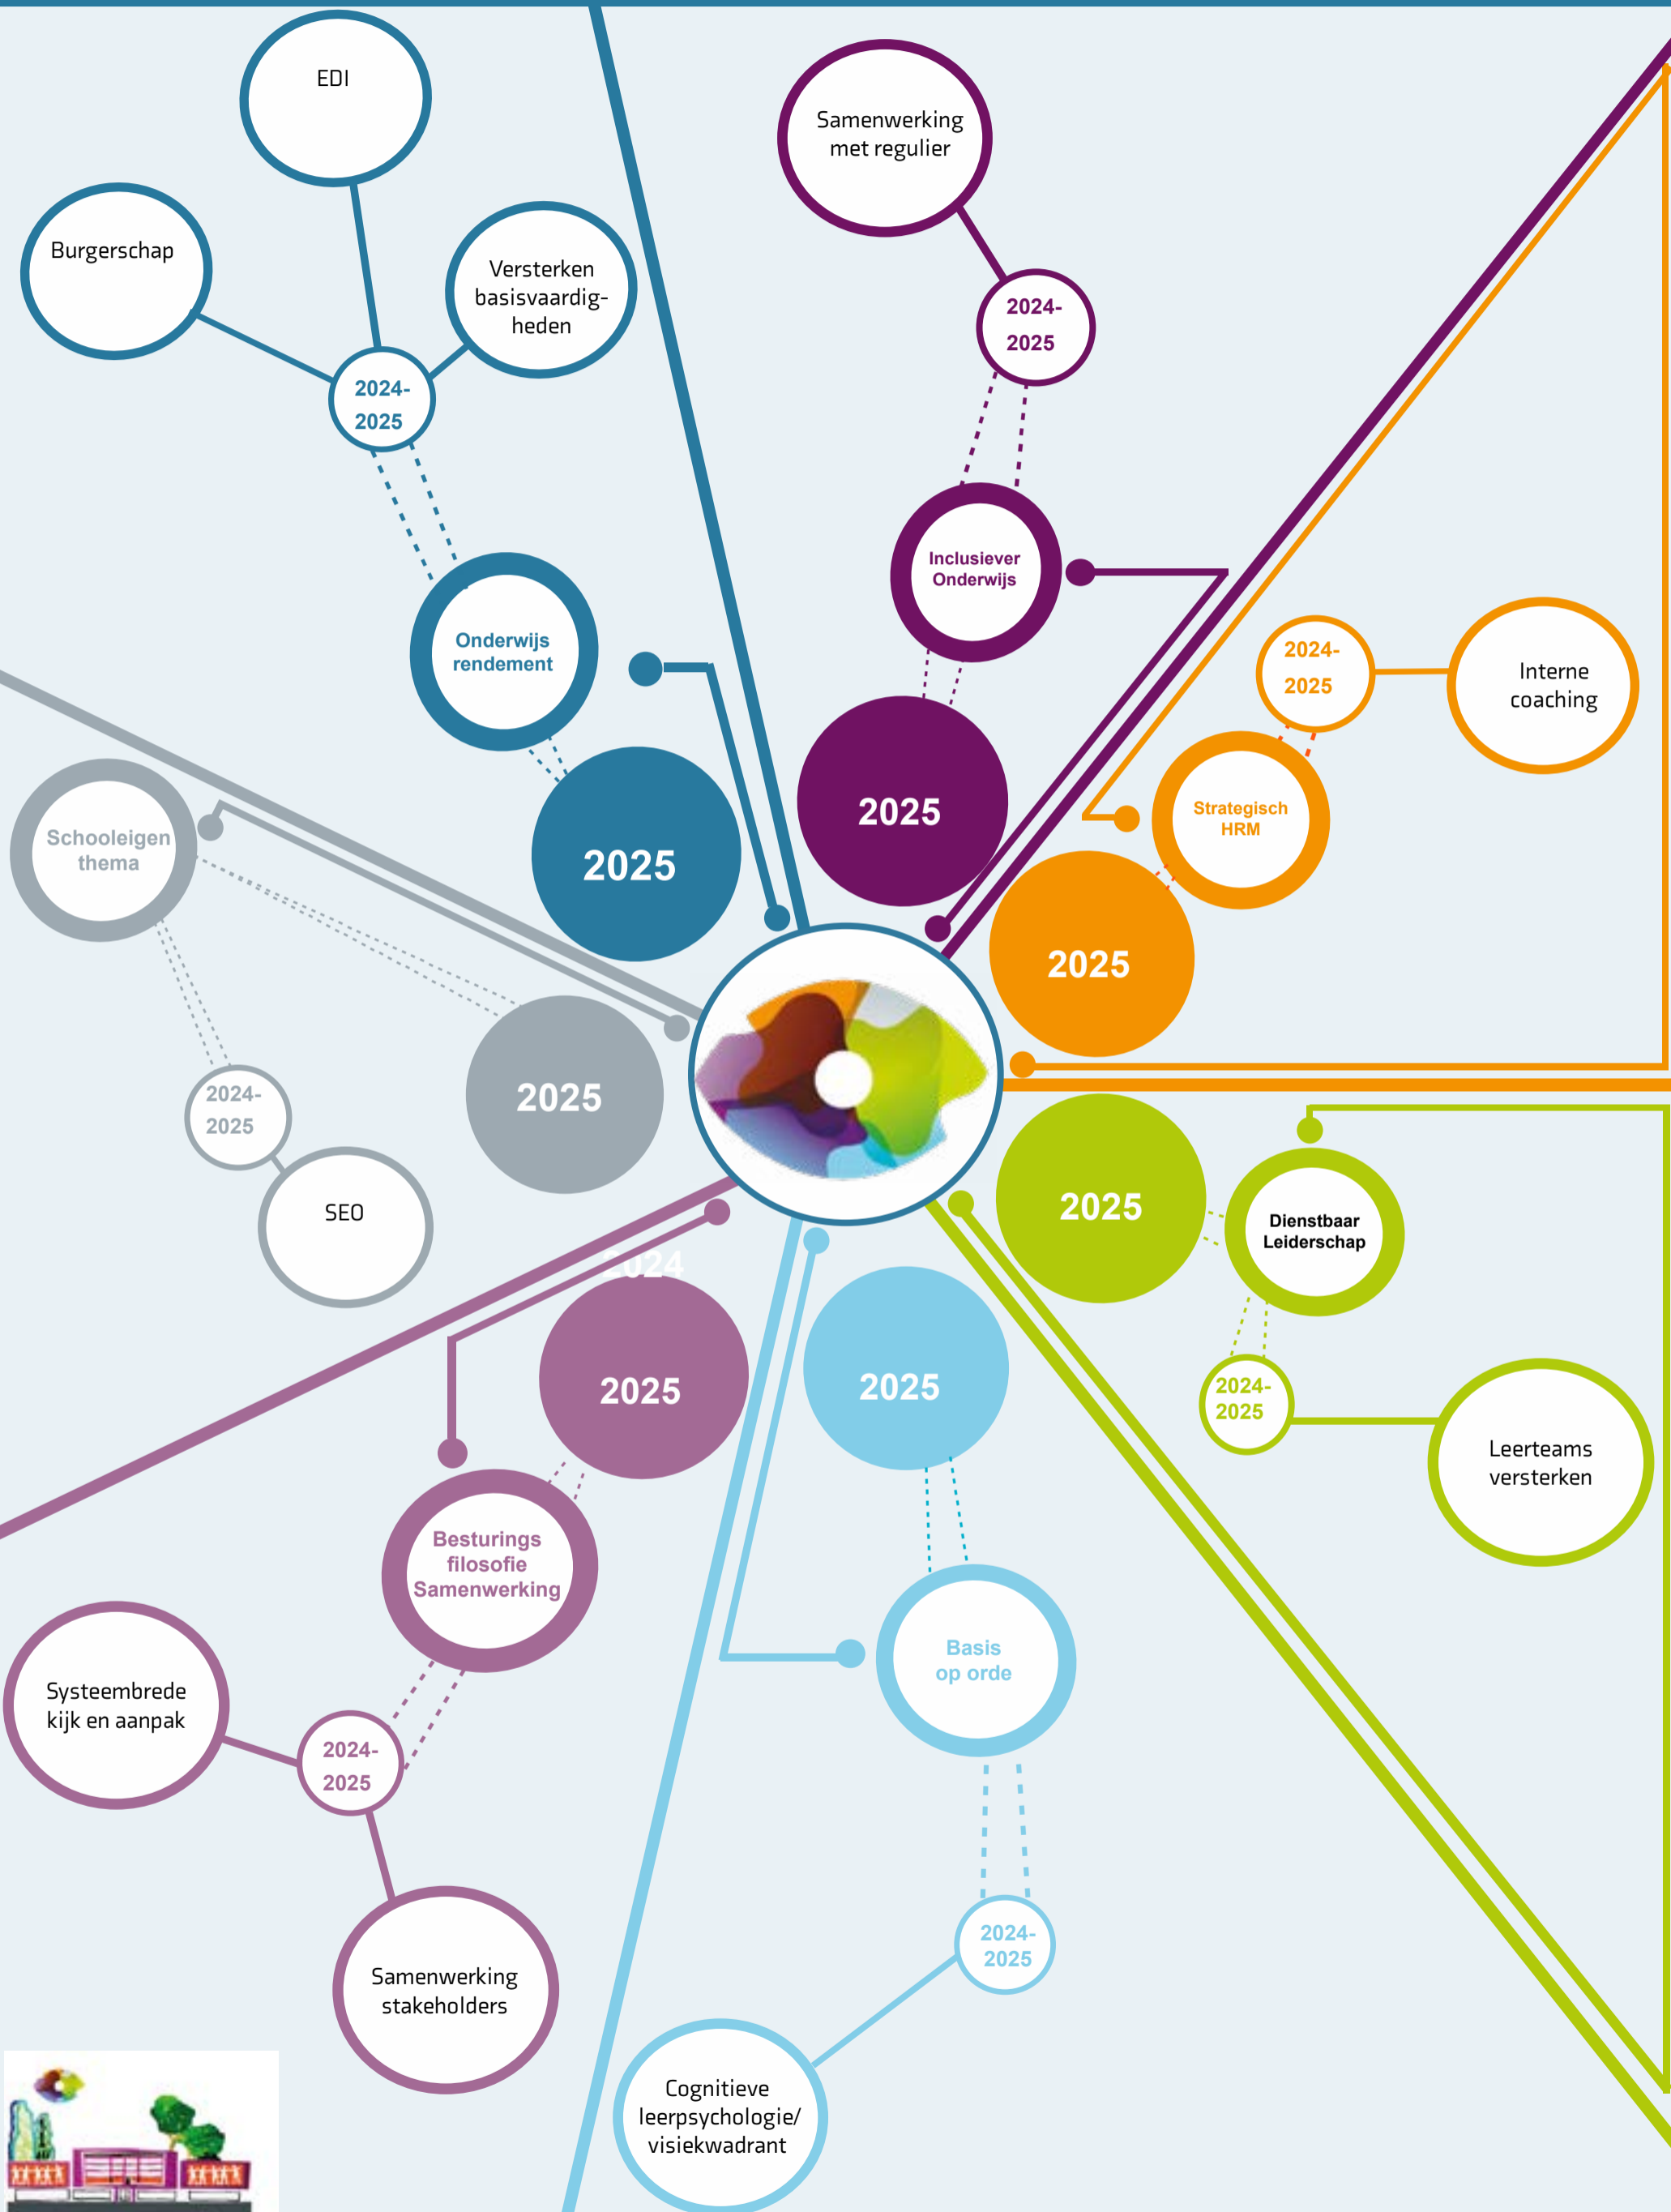 EDI
Burgerschap
Versterken
basisvaardig-
heden
2024-
2025
Onderwijs
rendement
2025
Samenwerking
met regulier
2024-
2025
Inclusiever
Onderwijs
2025
2024-
2025
Interne
coaching
Strategisch
HRM
2025
Schooleigen
thema
2025
2024-
2025
SEO
2025
Dienstbaar
Leiderschap
2024-
2025
Leerteams
versterken
2024
2025
Besturings
filosofie
Samenwerking
Systeembrede
kijk en aanpak
2024-
2025
Samenwerking
stakeholders
2025
Basis
op orde
2024-
2025
Cognitieve
leerpsychologie/
visiekwadrant